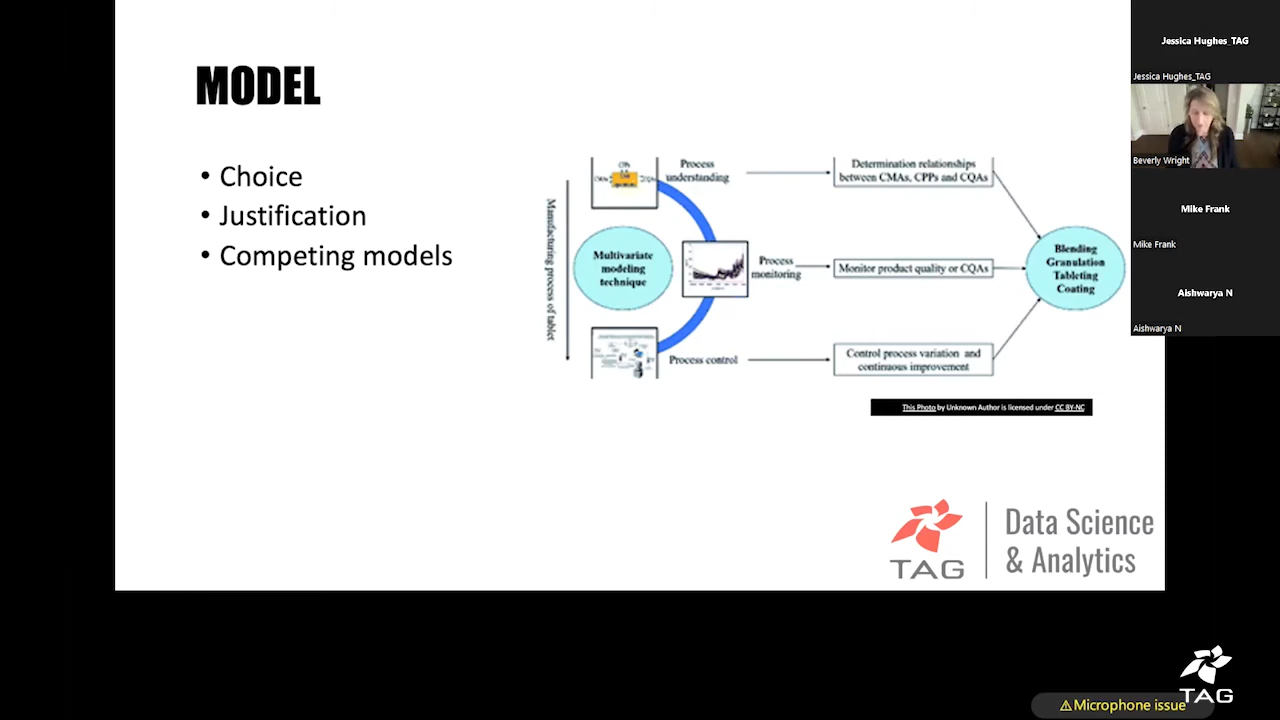 MODEL
• Choice
• Justification
• Competing models
Manufacturing process of tablet
Process
understanding
Determination relationships
between CMAs, CPPs and CQAs
Multivariate
modeling
technique
Process
monitoring
Monitor product quality or CQAs
Blending
Granulation
Tableting
Coating
Process control
Control process variation and
continuous improvement
This Photo by Unknown Author is licensed under CC BY-NC
TAG
Data Science
& Analytics
Jessica Hughes_TAG
Jessica Hughes_TAG
Beverly Wright
Mike Frank
Mike Frank
Aishwarya N
Aishwarya N
TAG
⚠Microphone issue